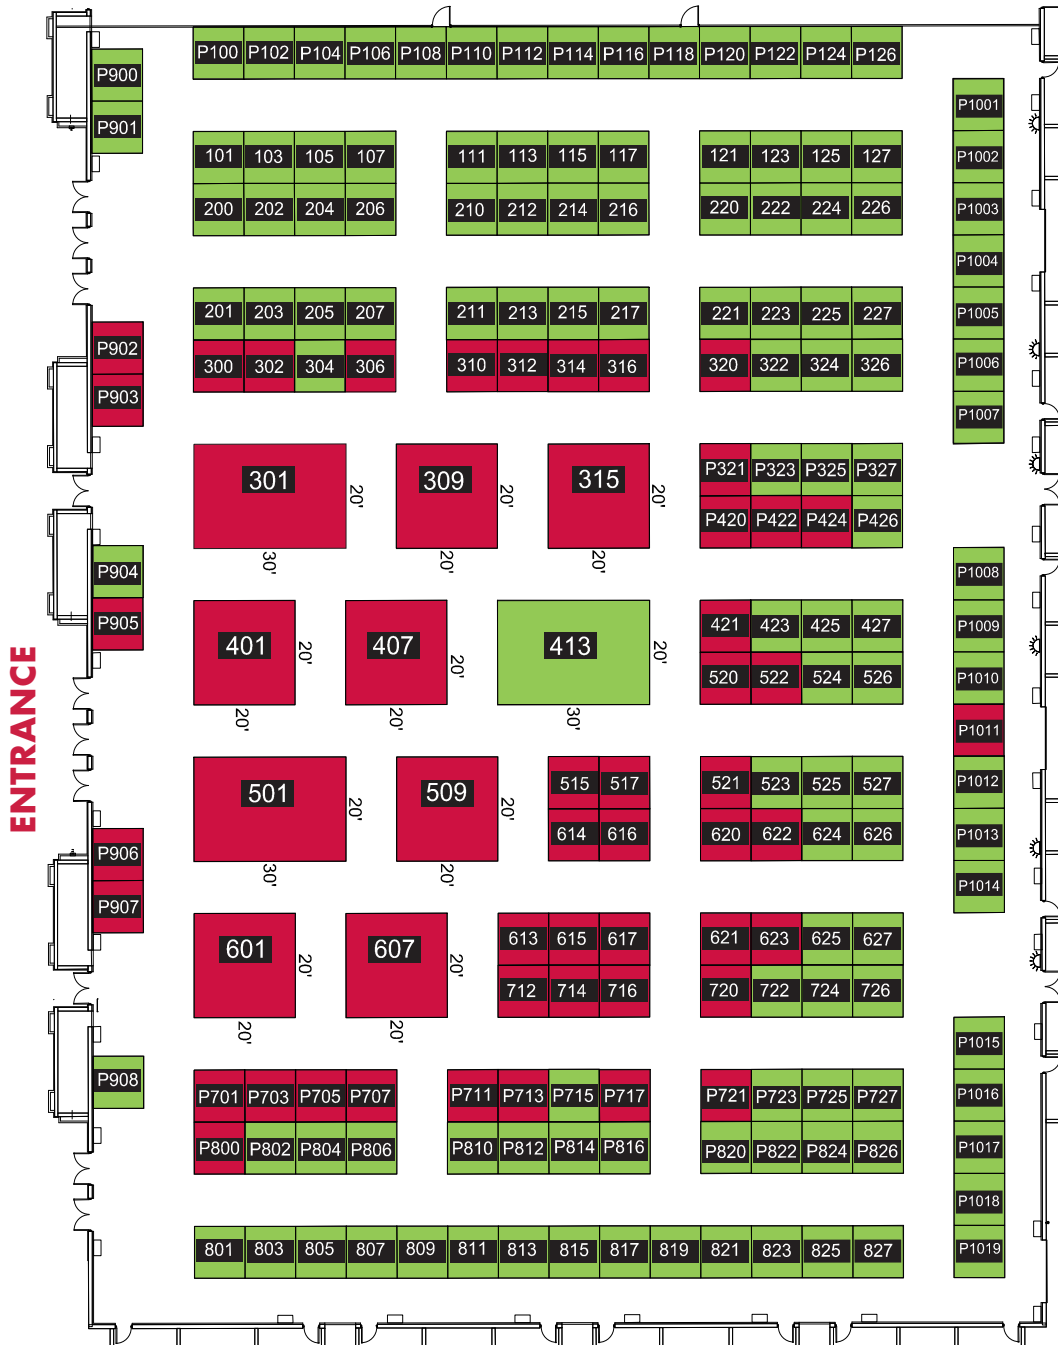 P100 P102 P104 P106 P108 P110 P112 P114 P116 P118 P120 P122 P124 P126
P900
P901
P1001
P1002
P1003
P1004
P1005
P1006
P1007
101 103 105 107 111 113 115 117 121 123 125 127
200 202 204 206 210 212 214 216 220 222 224 226
201 203 205 207 211 213 215 217 221 223 225 227
300 302 304 306 310 312 314 316 320 322 324 326
P902
P903
301 20' 30'
309 20' 20'
315 20' 20'
P321 P323 P325 P327
P420 P422 P424 P426
P904
P905
P1008
P1009
P1010
P1011
P1012
P1013
P1014
401 20' 20'
407 20' 20'
413 20' 30'
421 423 425 427
520 522 524 526
ENTRANCE
501 20' 30'
509 20' 20'
515 517
614 616
521 523 525 527
620 622 624 626
P906
P907
601 20' 20'
607 20' 20'
613 615 617
712 714 716
621 623 625 627
720 722 724 726
P908
P1015
P1016
P1017
P1018
P1019
P701 P703 P705 P707 P711 P713 P715 P717 P721 P723 P725 P727
P800 P802 P804 P806 P810 P812 P814 P816 P820 P822 P824 P826
801 803 805 807 809 811 813 815 817 819 821 823 825 827